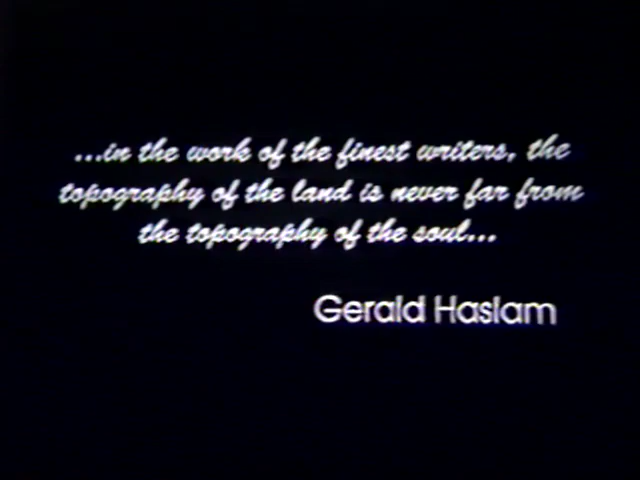 ...in the work of the finest writers, the
topography of the land is never far from
the topography of the soul...
Gerald Haslam